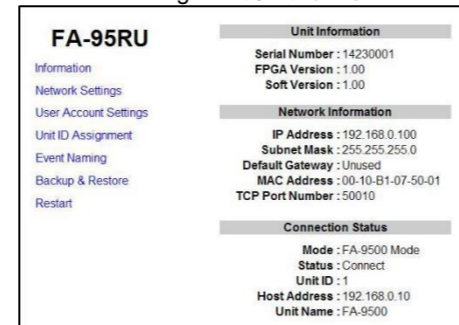 FA-95RU
Information
Network Settings
User Account Settings
Unit ID Assignment
Event Naming
Backup & Restore
Restart
Unit Information
Serial Number : 14230001
FPGA Version : 1.00
Soft Version : 1.00
Network Information
IP Address : 192.168.0.100
Subnet Mask : 255.255.255.0
Default Gateway : Unused
MAC Address : 00-10-B1-07-50-01
TCP Port Number : 50010
Connection Status
Mode : FA-9500 Mode
Status : Connect
Unit ID : 1
Host Address : 192.168.0.10
Unit Name : FA-9500